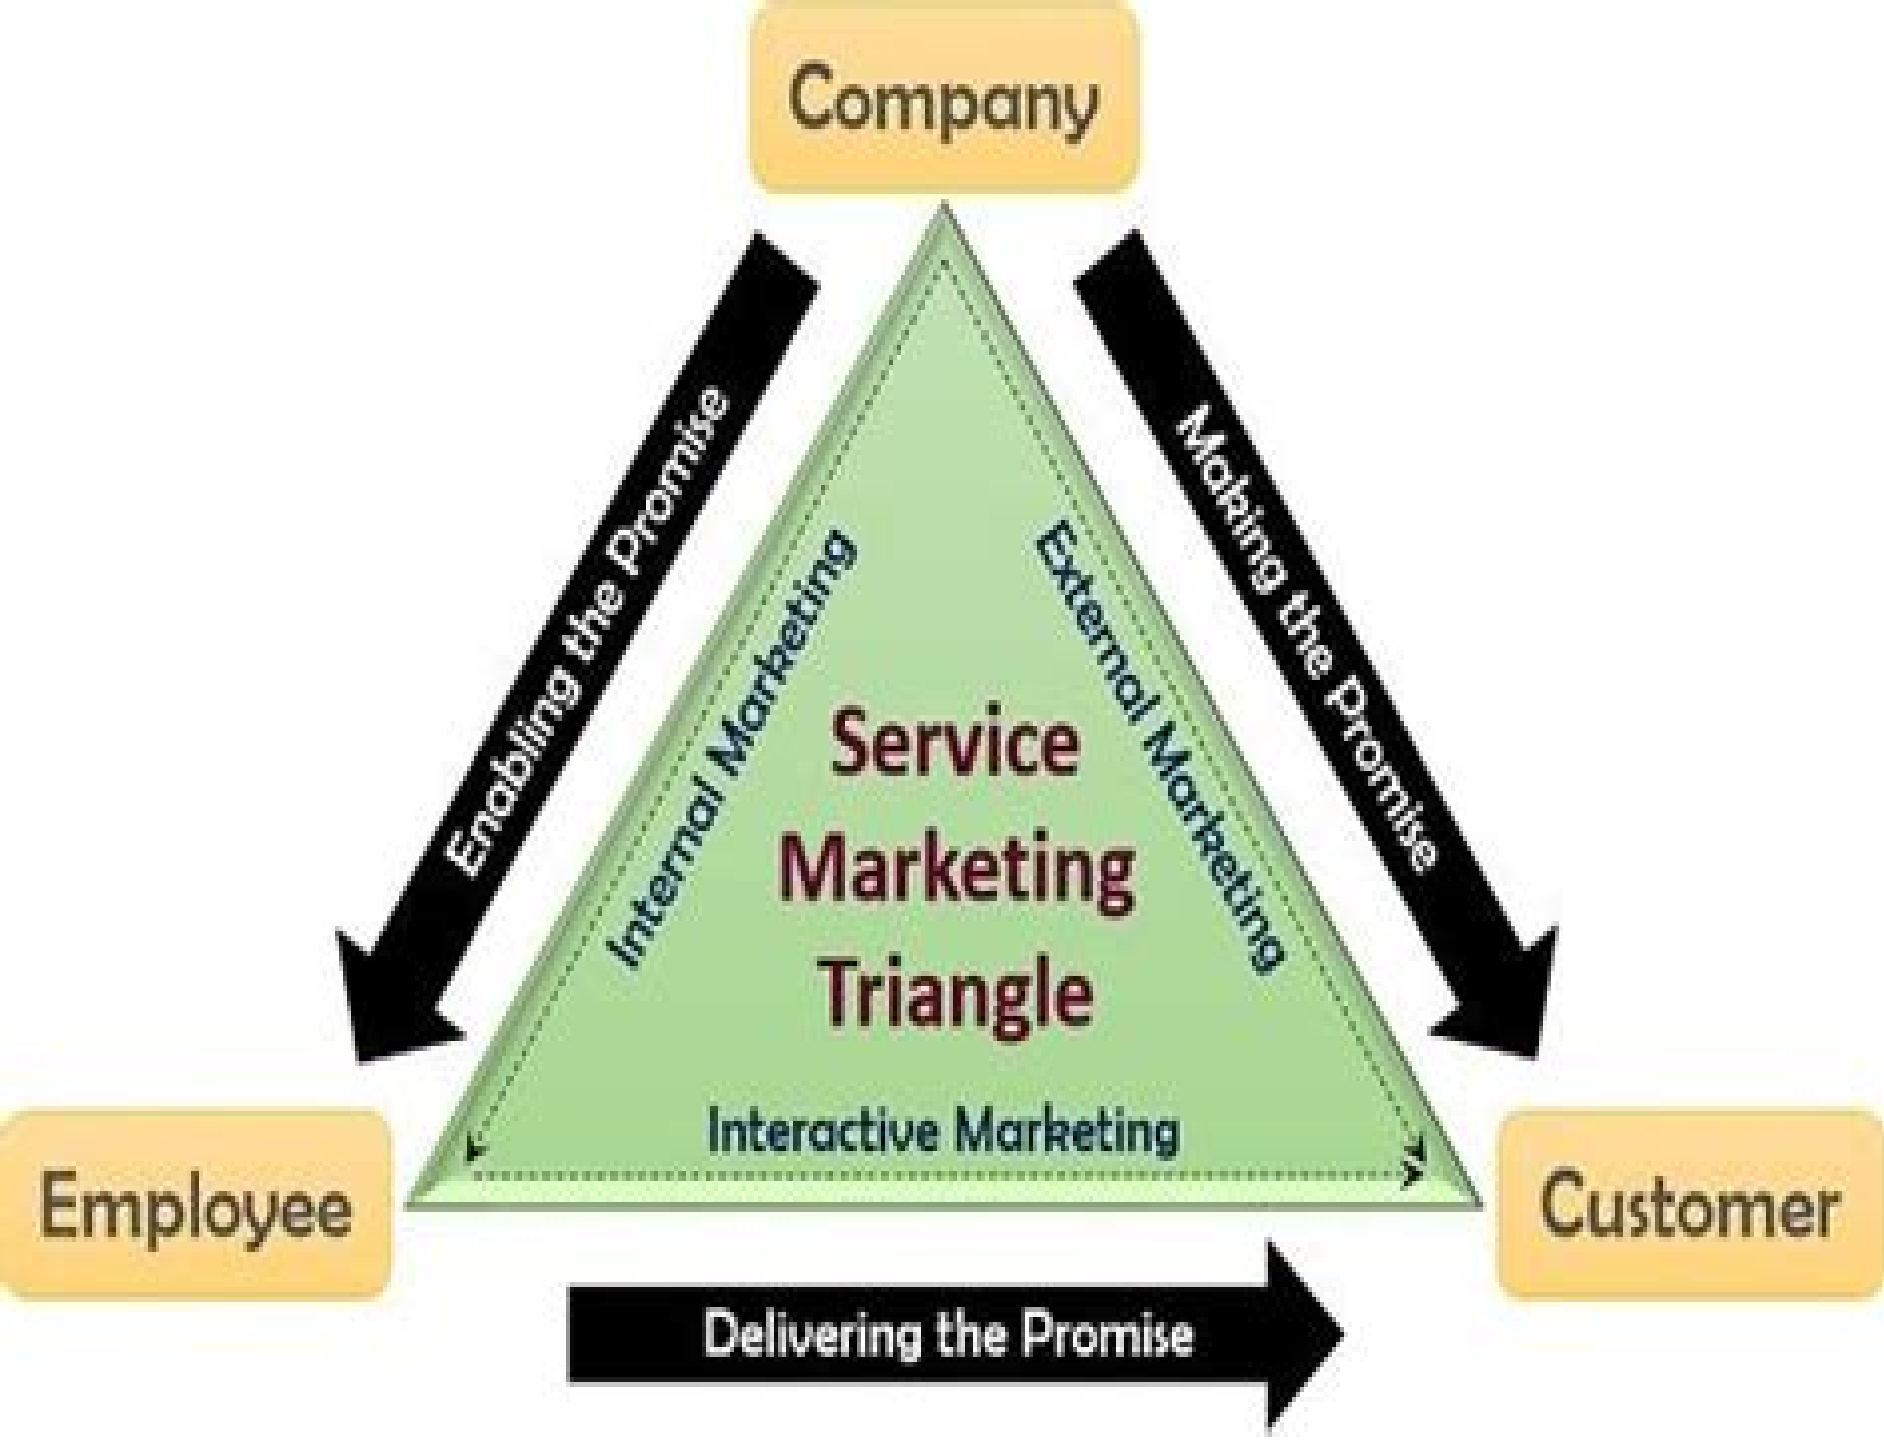 Company
Enabling the Promise
Making the Promise
Internal Marketing
External Marketing
Service
Marketing
Triangle
Interactive Marketing
Employee
Customer
Delivering the Promise